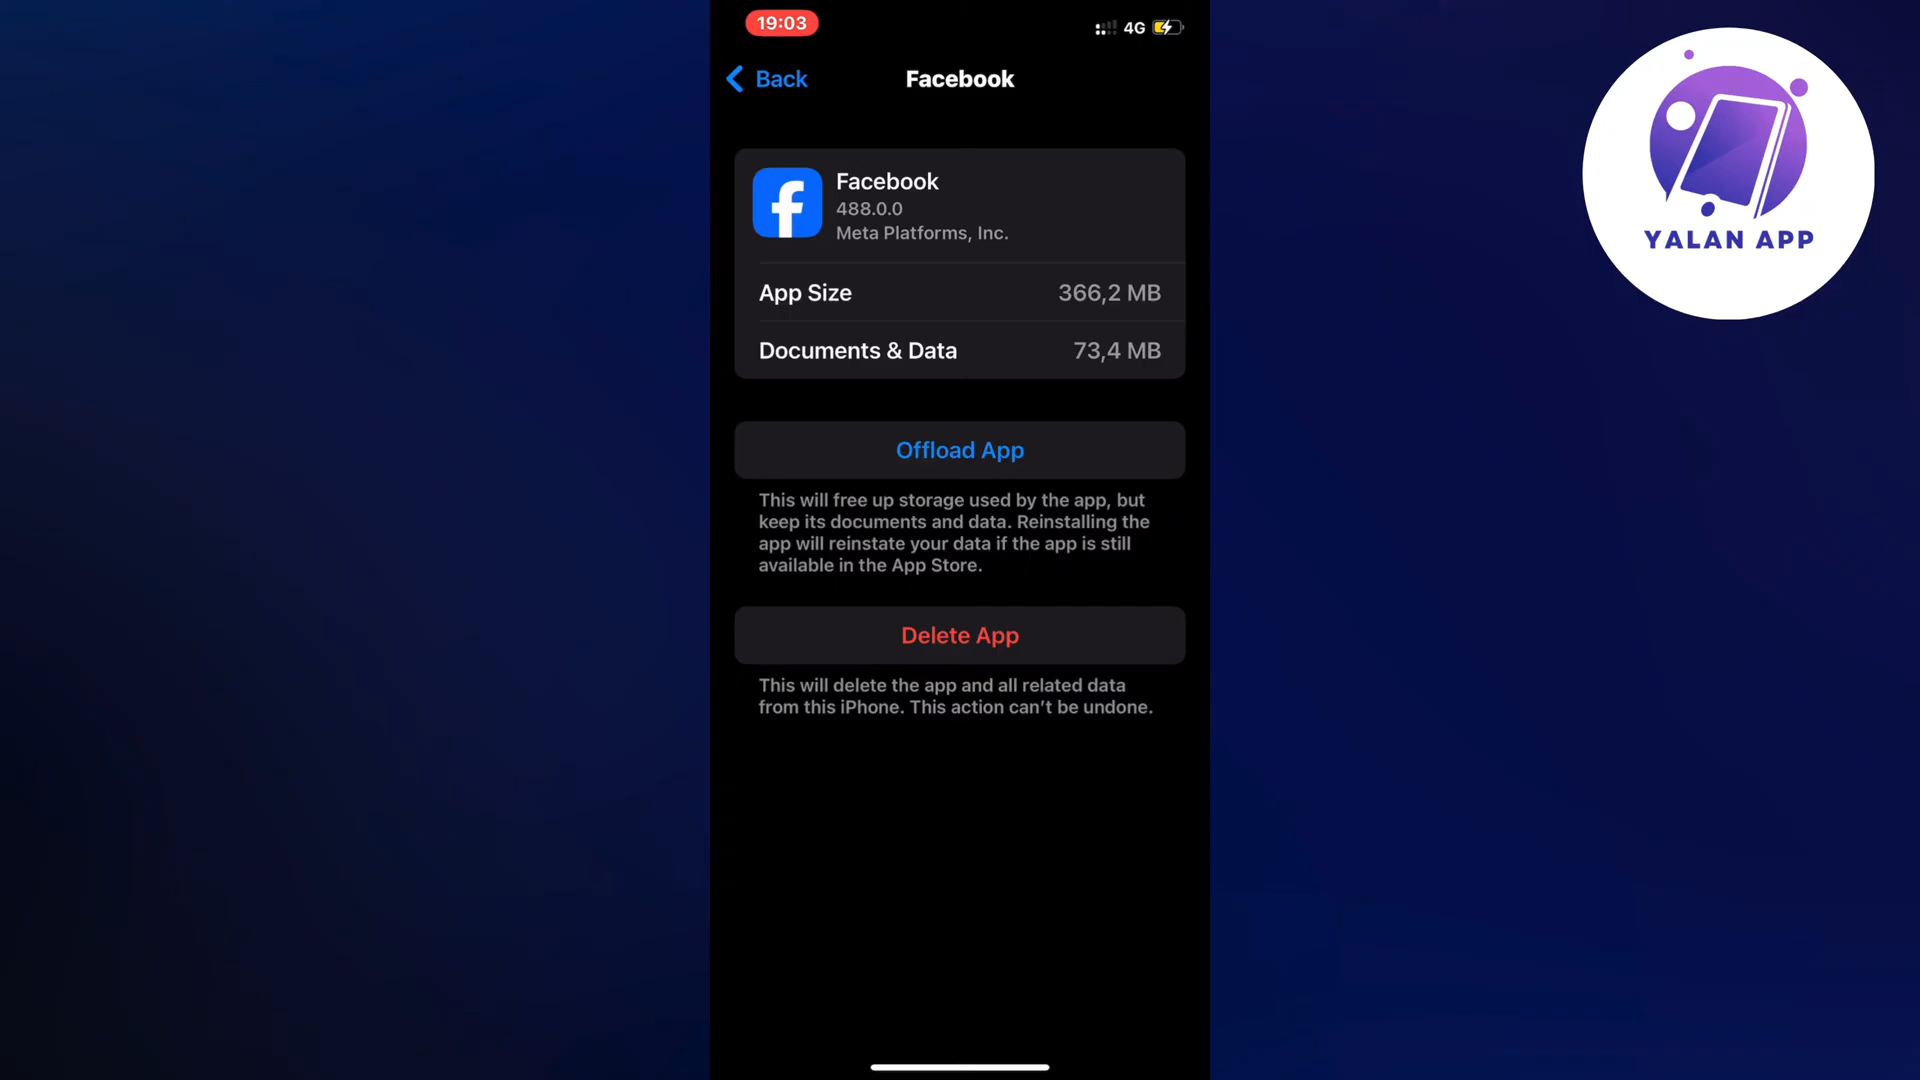 19:03
4G
Back
Facebook
Facebook
488.0.0
Meta Platforms, Inc.
App Size
366,2 MB
Documents & Data
73,4 MB
Offload App
This will free up storage used by the app, but
keep its documents and data. Reinstalling the
app will reinstate your data if the app is still
available in the App Store.
Delete App
This will delete the app and all related data
from this iPhone. This action can’t be undone.
YALAN APP